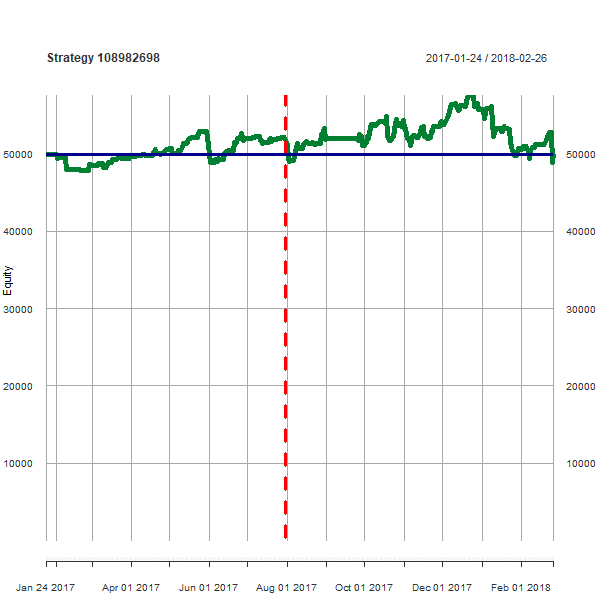 Strategy 108982698
2017-01-24 / 2018-02-26
50000
50000
40000
40000
Equity
30000
30000
20000
20000
10000
10000
Jan 24 2017
Apr 01 2017
Jun 01 2017
Aug 01 2017
Oct 01 2017
Dec 01 2017
Feb 01 2018